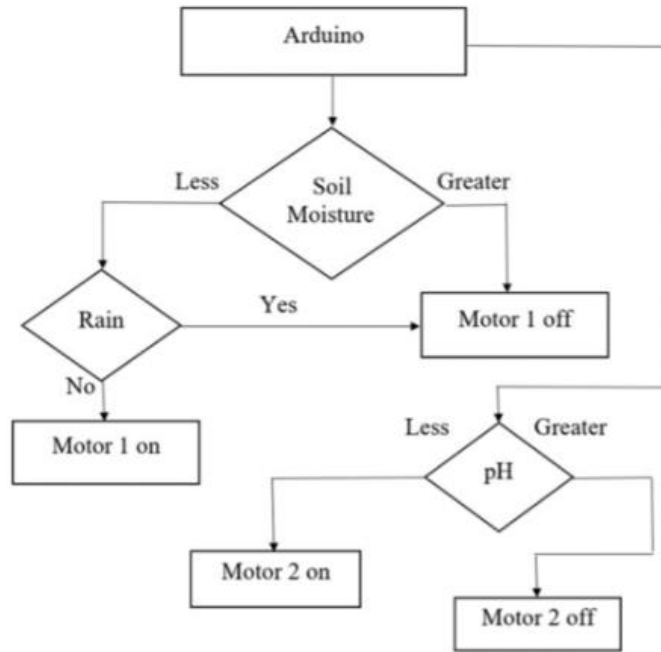 Arduino
Less
Greater
Soil
Moisture
Rain
Yes
Motor 1 off
No
Motor 1 on
Less
Greater
pH
Motor 2 on
Motor 2 off